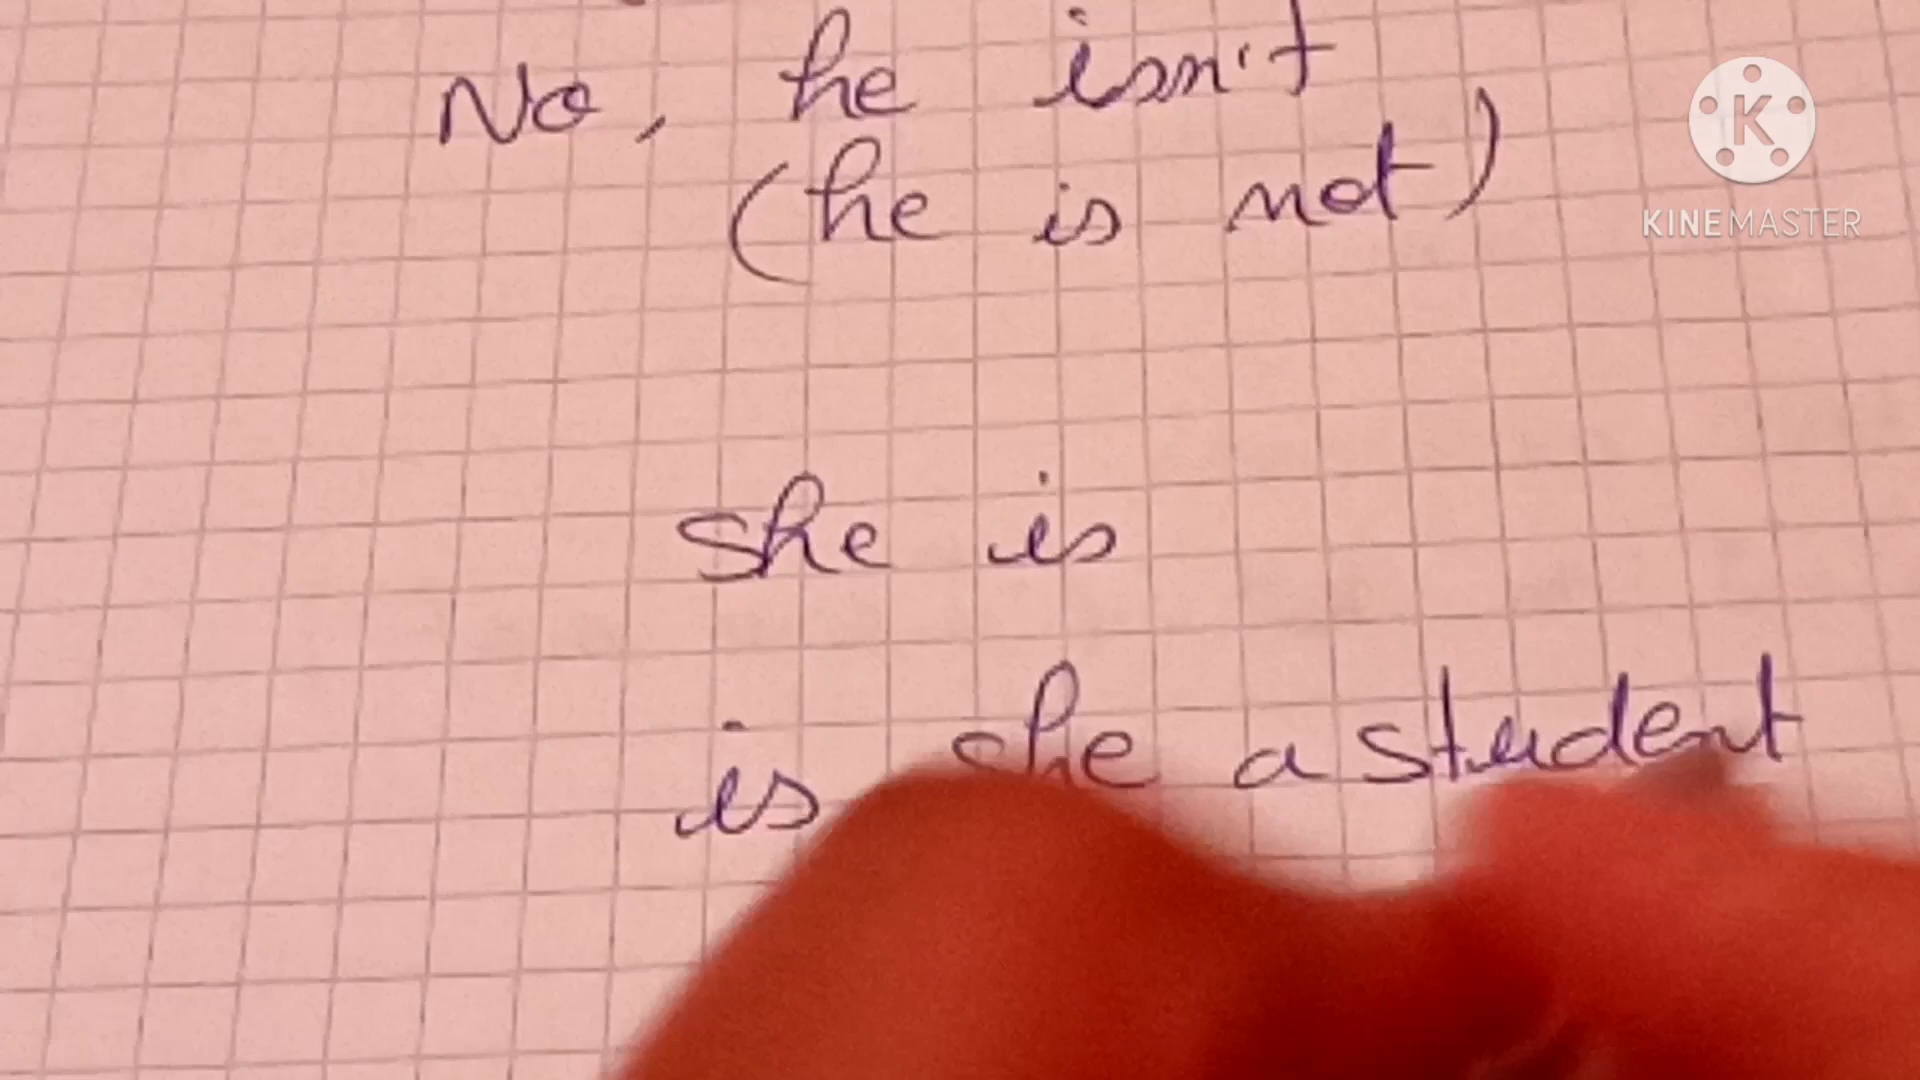 No, he isn't
(he is not)
KINEMASTER
she is
is she a student